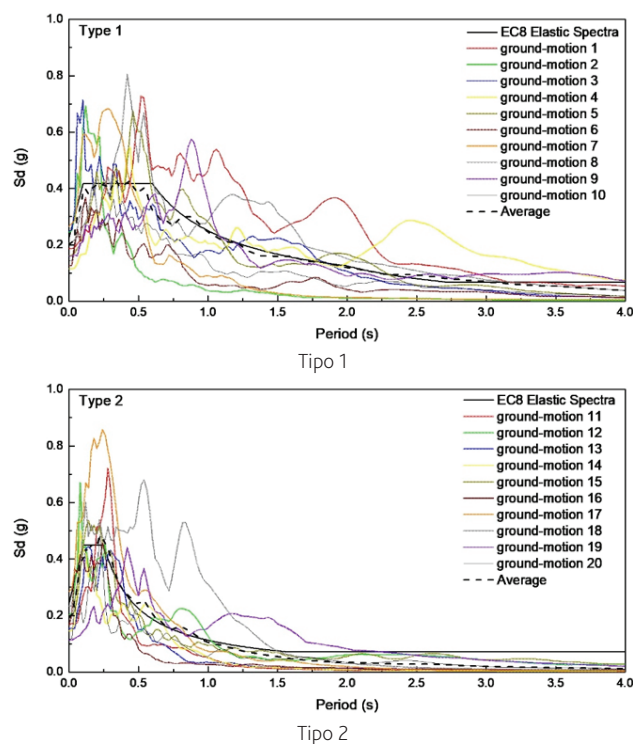 Type 1
EC8 Elastic Spectra
ground-motion 1
ground-motion 2
ground-motion 3
ground-motion 4
ground-motion 5
ground-motion 6
ground-motion 7
ground-motion 8
ground-motion 9
ground-motion 10
Average
Sd (g)
1.0
0.8
0.6
0.4
0.2
0.0
0.0 0.5 1.0 1.5 2.0 2.5 3.0 3.5 4.0
Period (s)
Tipo 1
Type 2
EC8 Elastic Spectra
ground-motion 11
ground-motion 12
ground-motion 13
ground-motion 14
ground-motion 15
ground-motion 16
ground-motion 17
ground-motion 18
ground-motion 19
ground-motion 20
Average
Sd (g)
1.0
0.8
0.6
0.4
0.2
0.0
0.0 0.5 1.0 1.5 2.0 2.5 3.0 3.5 4.0
Period (s)
Tipo 2